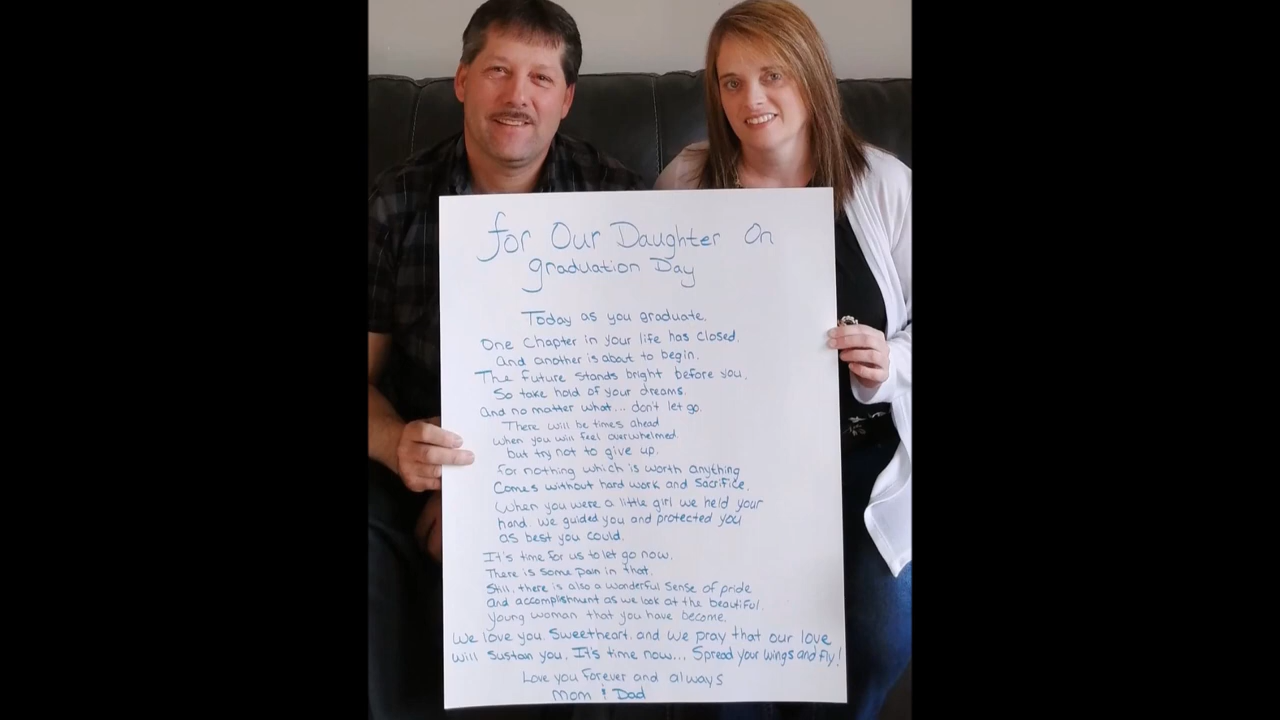 for Our Daughter On
graduation Day
Today as you graduate.
One Chapter in your life has closed.
And another is about to begin.
The future stands bright before you.
So take hold of your dreams.
And no matter what... don't let go.
There will be times ahead
when you will feel overwhelmed.
but try not to give up.
for nothing which is worth anything
Comes without hard work and Sacrifice.
When you were a little girl we held your
hand. we guided you and protected you
as best you could.
It's time for us to let go now.
There is some pain in that.
Still, there is also a wonderful sense of pride
and accomplishment as we look at the beautiful.
young woman that you have become.
We love you Sweetheart. and we pray that our love
will sustain you. It's time now... Spread your wings and fly!
Love you forever and always
Mom & Dad